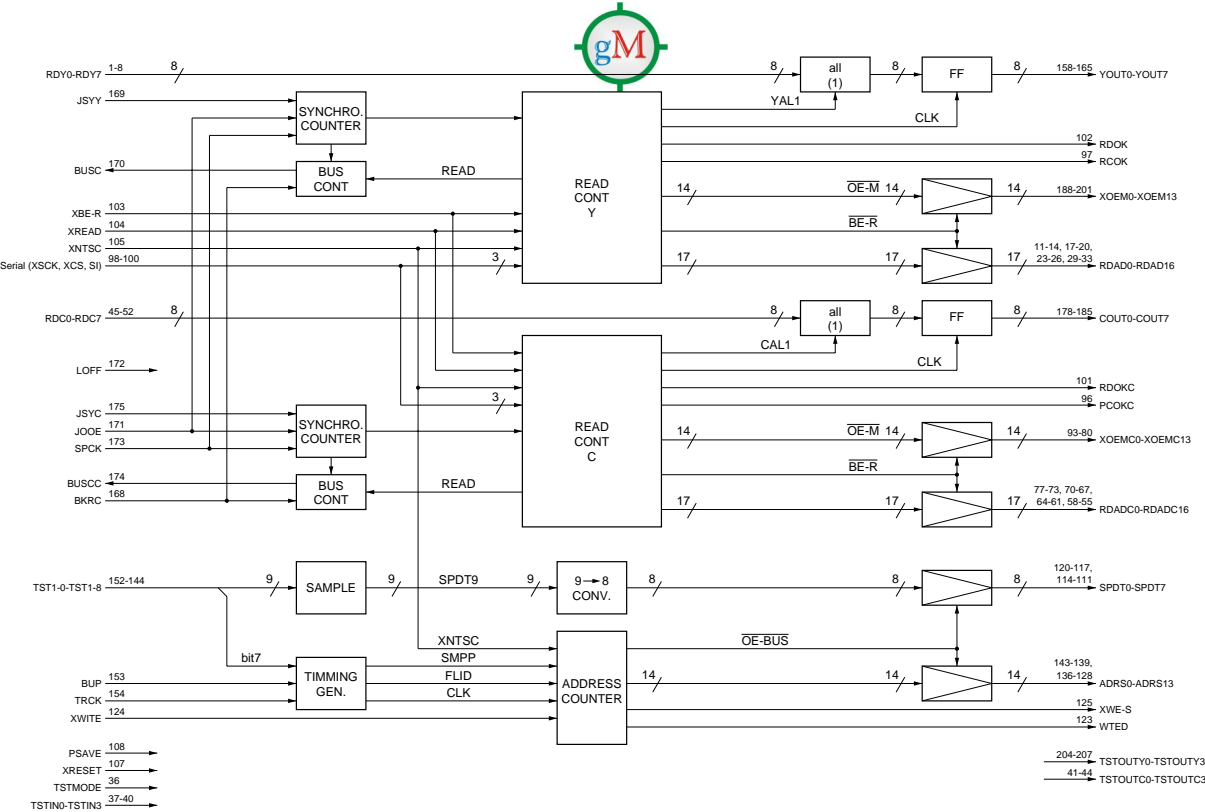 gM
RDY0-RDY7 1-8 8 8 all (1) 8 FF 8 158-165 YOUT0-YOUT7
JSYY 169
SYNCHRO. COUNTER
YAL1
CLK
102 RDOK
97 RCOK
BUSC 170
BUS CONT
READ
READ CONT Y
14 OE-M 14 14 188-201 XOEM0-XOEM13
XBE-R 103
BE-R
XREAD 104
XNTSC 105
Serial (XSCK, XCS, SI) 98-100 3
17 17 17
11-14, 17-20,
23-26, 29-33
RDAD0-RDAD16
RDC0-RDC7 45-52 8 8 all (1) 8 FF 8 178-185 COUT0-COUT7
CAL1
CLK
LOFF 172
101 RDOKC
3
96 PCOKC
JSYC 175
JOOE 171
SPCK 173
SYNCHRO. COUNTER
READ CONT C
14 OE-M 14 14 93-80 XOEMC0-XOEMC13
BE-R
BUSCC 174
BKRC 168
BUS CONT
READ
17 17 17
77-73, 70-67,
64-61, 58-55
RDADC0-RDADC16
TST1-0-TST1-8 152-144 9 SAMPLE 9 SPDT9 9 9→8 CONV. 8 8 8
120-117,
114-111
SPDT0-SPDT7
XNTSC
OE-BUS
bit7
SMPP
BUP 153
TIMMING GEN.
FLID
ADDRESS COUNTER
14 14 14
143-139,
136-128
ADRS0-ADRS13
TRCK 154
CLK
125 XWE-S
XWITE 124
123 WTED
PSAVE 108
XRESET 107
TSTMODE 36
TSTIN0-TSTIN3 37-40
204-207 TSTOUTY0-TSTOUTY3
41-44 TSTOUTC0-TSTOUTC3